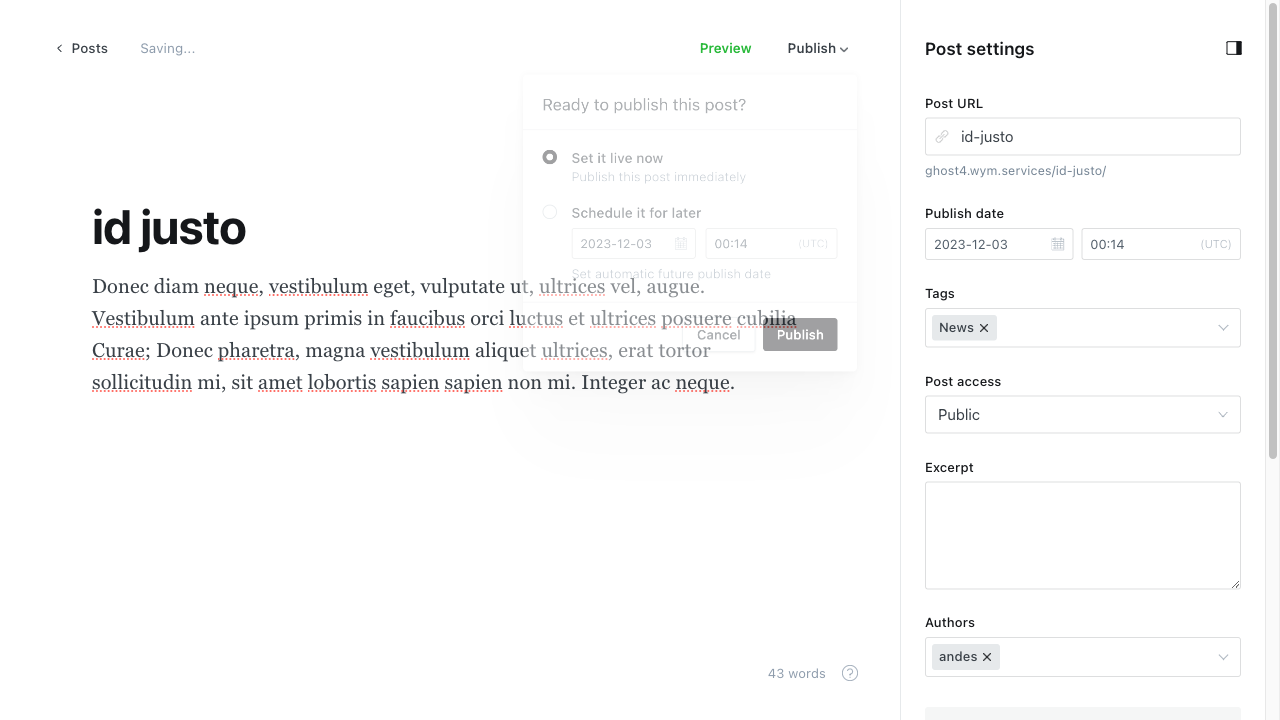 Posts
Saving...
Preview
Publish
Ready to publish this post?
Set it live now
Publish this post immediately
Schedule it for later
2023-12-03
00:14
(UTC)
Set automatic future publish date
Cancel
Publish
id justo
Donec diam neque, vestibulum eget, vulputate ut, ultrices vel, augue.
Vestibulum ante ipsum primis in faucibus orci luctus et ultrices posuere cubilia
Curae; Donec pharetra, magna vestibulum aliquet ultrices, erat tortor
sollicitudin mi, sit amet lobortis sapien sapien non mi. Integer ac neque.
43 words
?
Post settings
Post URL
id-justo
ghost4.wym.services/id-justo/
Publish date
2023-12-03
00:14
(UTC)
Tags
News
Post access
Public
Excerpt
Authors
andes